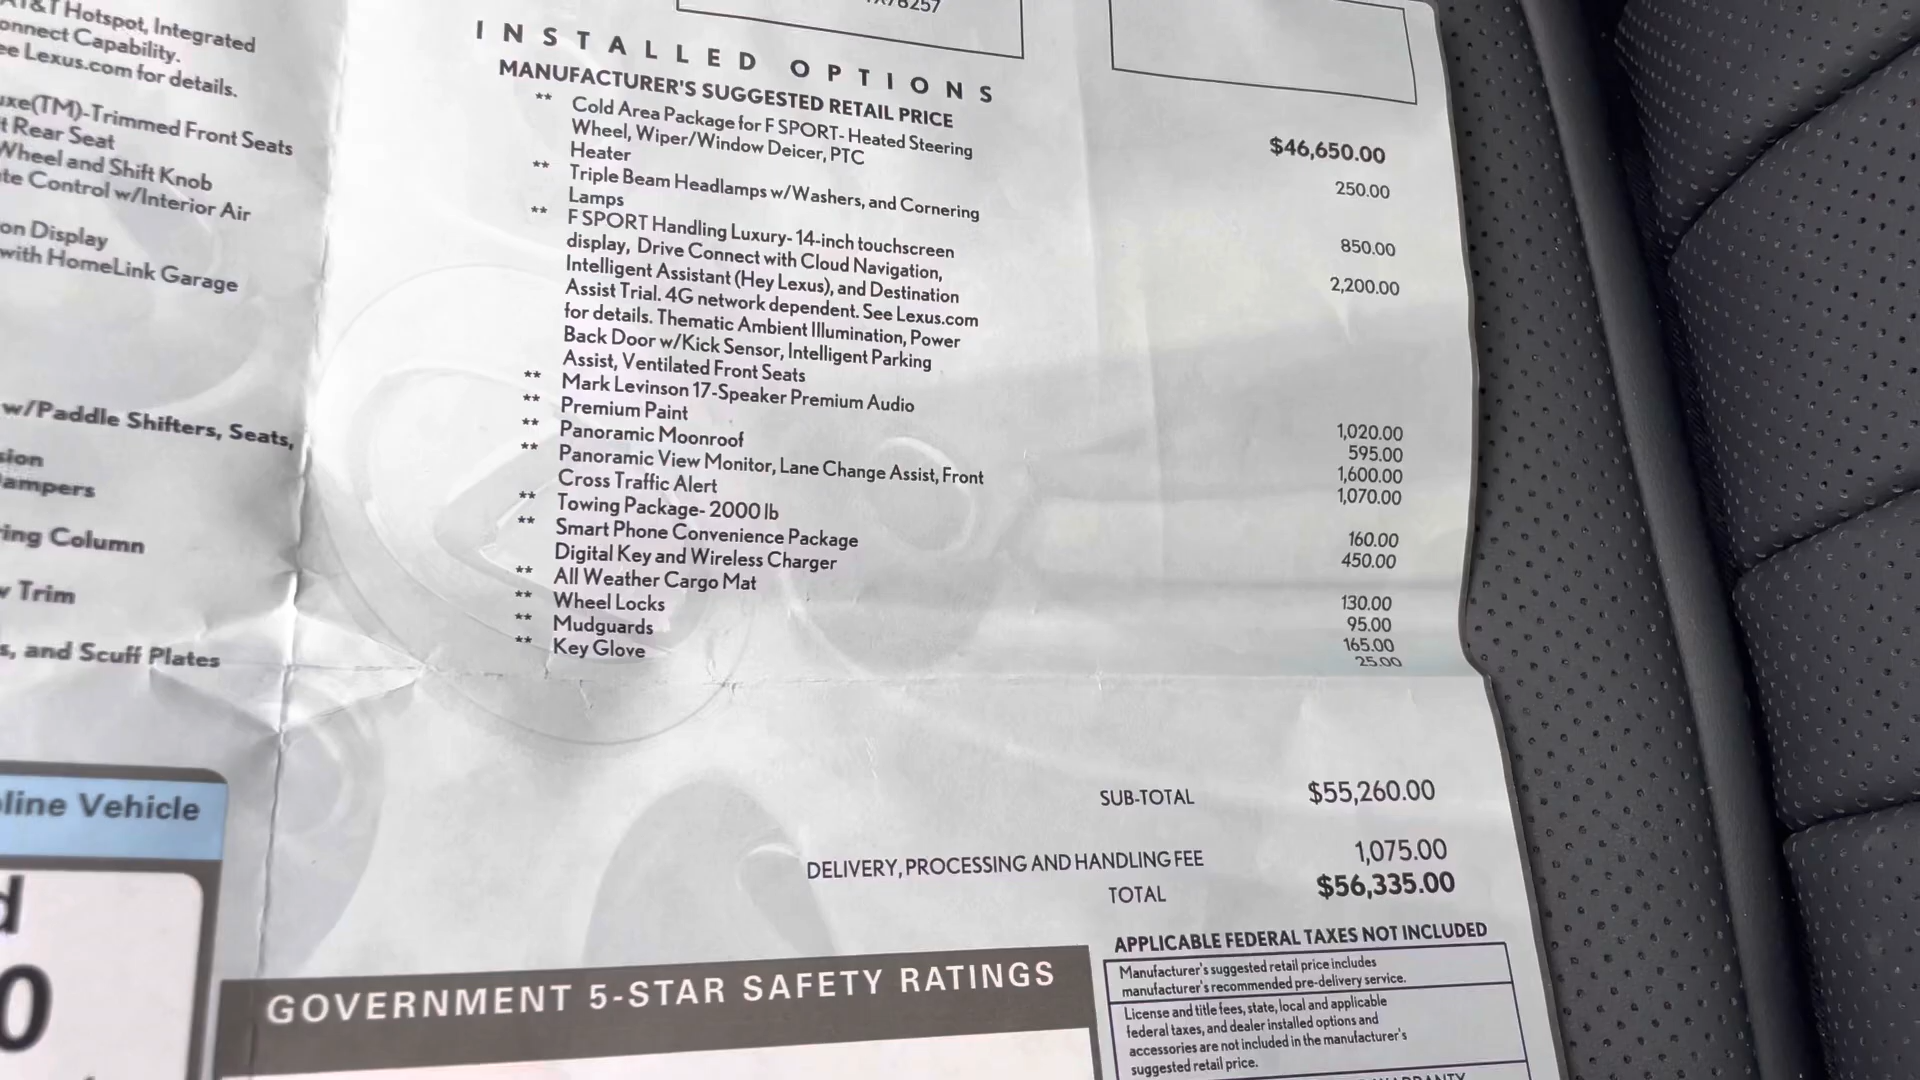 AT&T Hotspot, Integrated
onnect Capability.
ee Lexus.com for details.
uxe(TM)-Trimmed Front Seats
t Rear Seat
Wheel and Shift Knob
te Control w/Interior Air
on Display
with HomeLink Garage
w/Paddle Shifters, Seats,
sion
ampers
ring Column
w Trim
s, and Scuff Plates
line Vehicle
d
0
78257
INSTALLED OPTIONS
MANUFACTURER'S SUGGESTED RETAIL PRICE $46,650.00
** Cold Area Package for F SPORT- Heated Steering 250.00
Wheel, Wiper/Window Deicer, PTC
Heater
** Triple Beam Headlamps w/Washers, and Cornering 850.00
Lamps
** F SPORT Handling Luxury- 14-inch touchscreen 2,200.00
display, Drive Connect with Cloud Navigation,
Intelligent Assistant (Hey Lexus), and Destination
Assist Trial. 4G network dependent. See Lexus.com
for details. Thematic Ambient Illumination, Power
Back Door w/Kick Sensor, Intelligent Parking
Assist, Ventilated Front Seats
** Mark Levinson 17-Speaker Premium Audio 1,020.00
** Premium Paint 595.00
** Panoramic Moonroof 1,600.00
** Panoramic View Monitor, Lane Change Assist, Front 1,070.00
Cross Traffic Alert
** Towing Package- 2000 lb 160.00
** Smart Phone Convenience Package 450.00
Digital Key and Wireless Charger
** All Weather Cargo Mat 130.00
** Wheel Locks 95.00
** Mudguards 165.00
** Key Glove 25.00
SUB-TOTAL $55,260.00
DELIVERY, PROCESSING AND HANDLING FEE 1,075.00
TOTAL $56,335.00
APPLICABLE FEDERAL TAXES NOT INCLUDED
Manufacturer's suggested retail price includes
manufacturer's recommended pre-delivery service.
License and title fees, state, local and applicable
federal taxes, and dealer installed options and
accessories are not included in the manufacturer's
suggested retail price.
GOVERNMENT 5-STAR SAFETY RATINGS